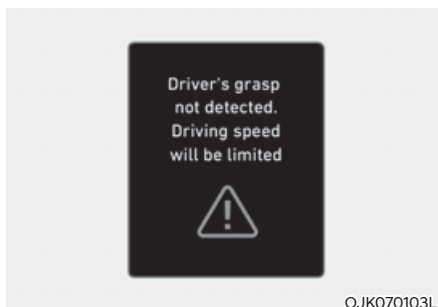 Driver's grasp
not detected.
Driving speed
will be limited
OJK070103L